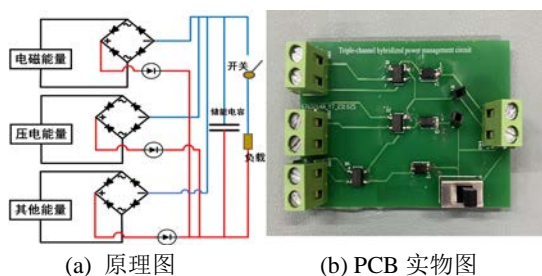 电磁能量
压电能量
其他能量
储能电容
开关
负载
Triple-channel hybridized power management circuit
(a) 原理图
(b) PCB 实物图